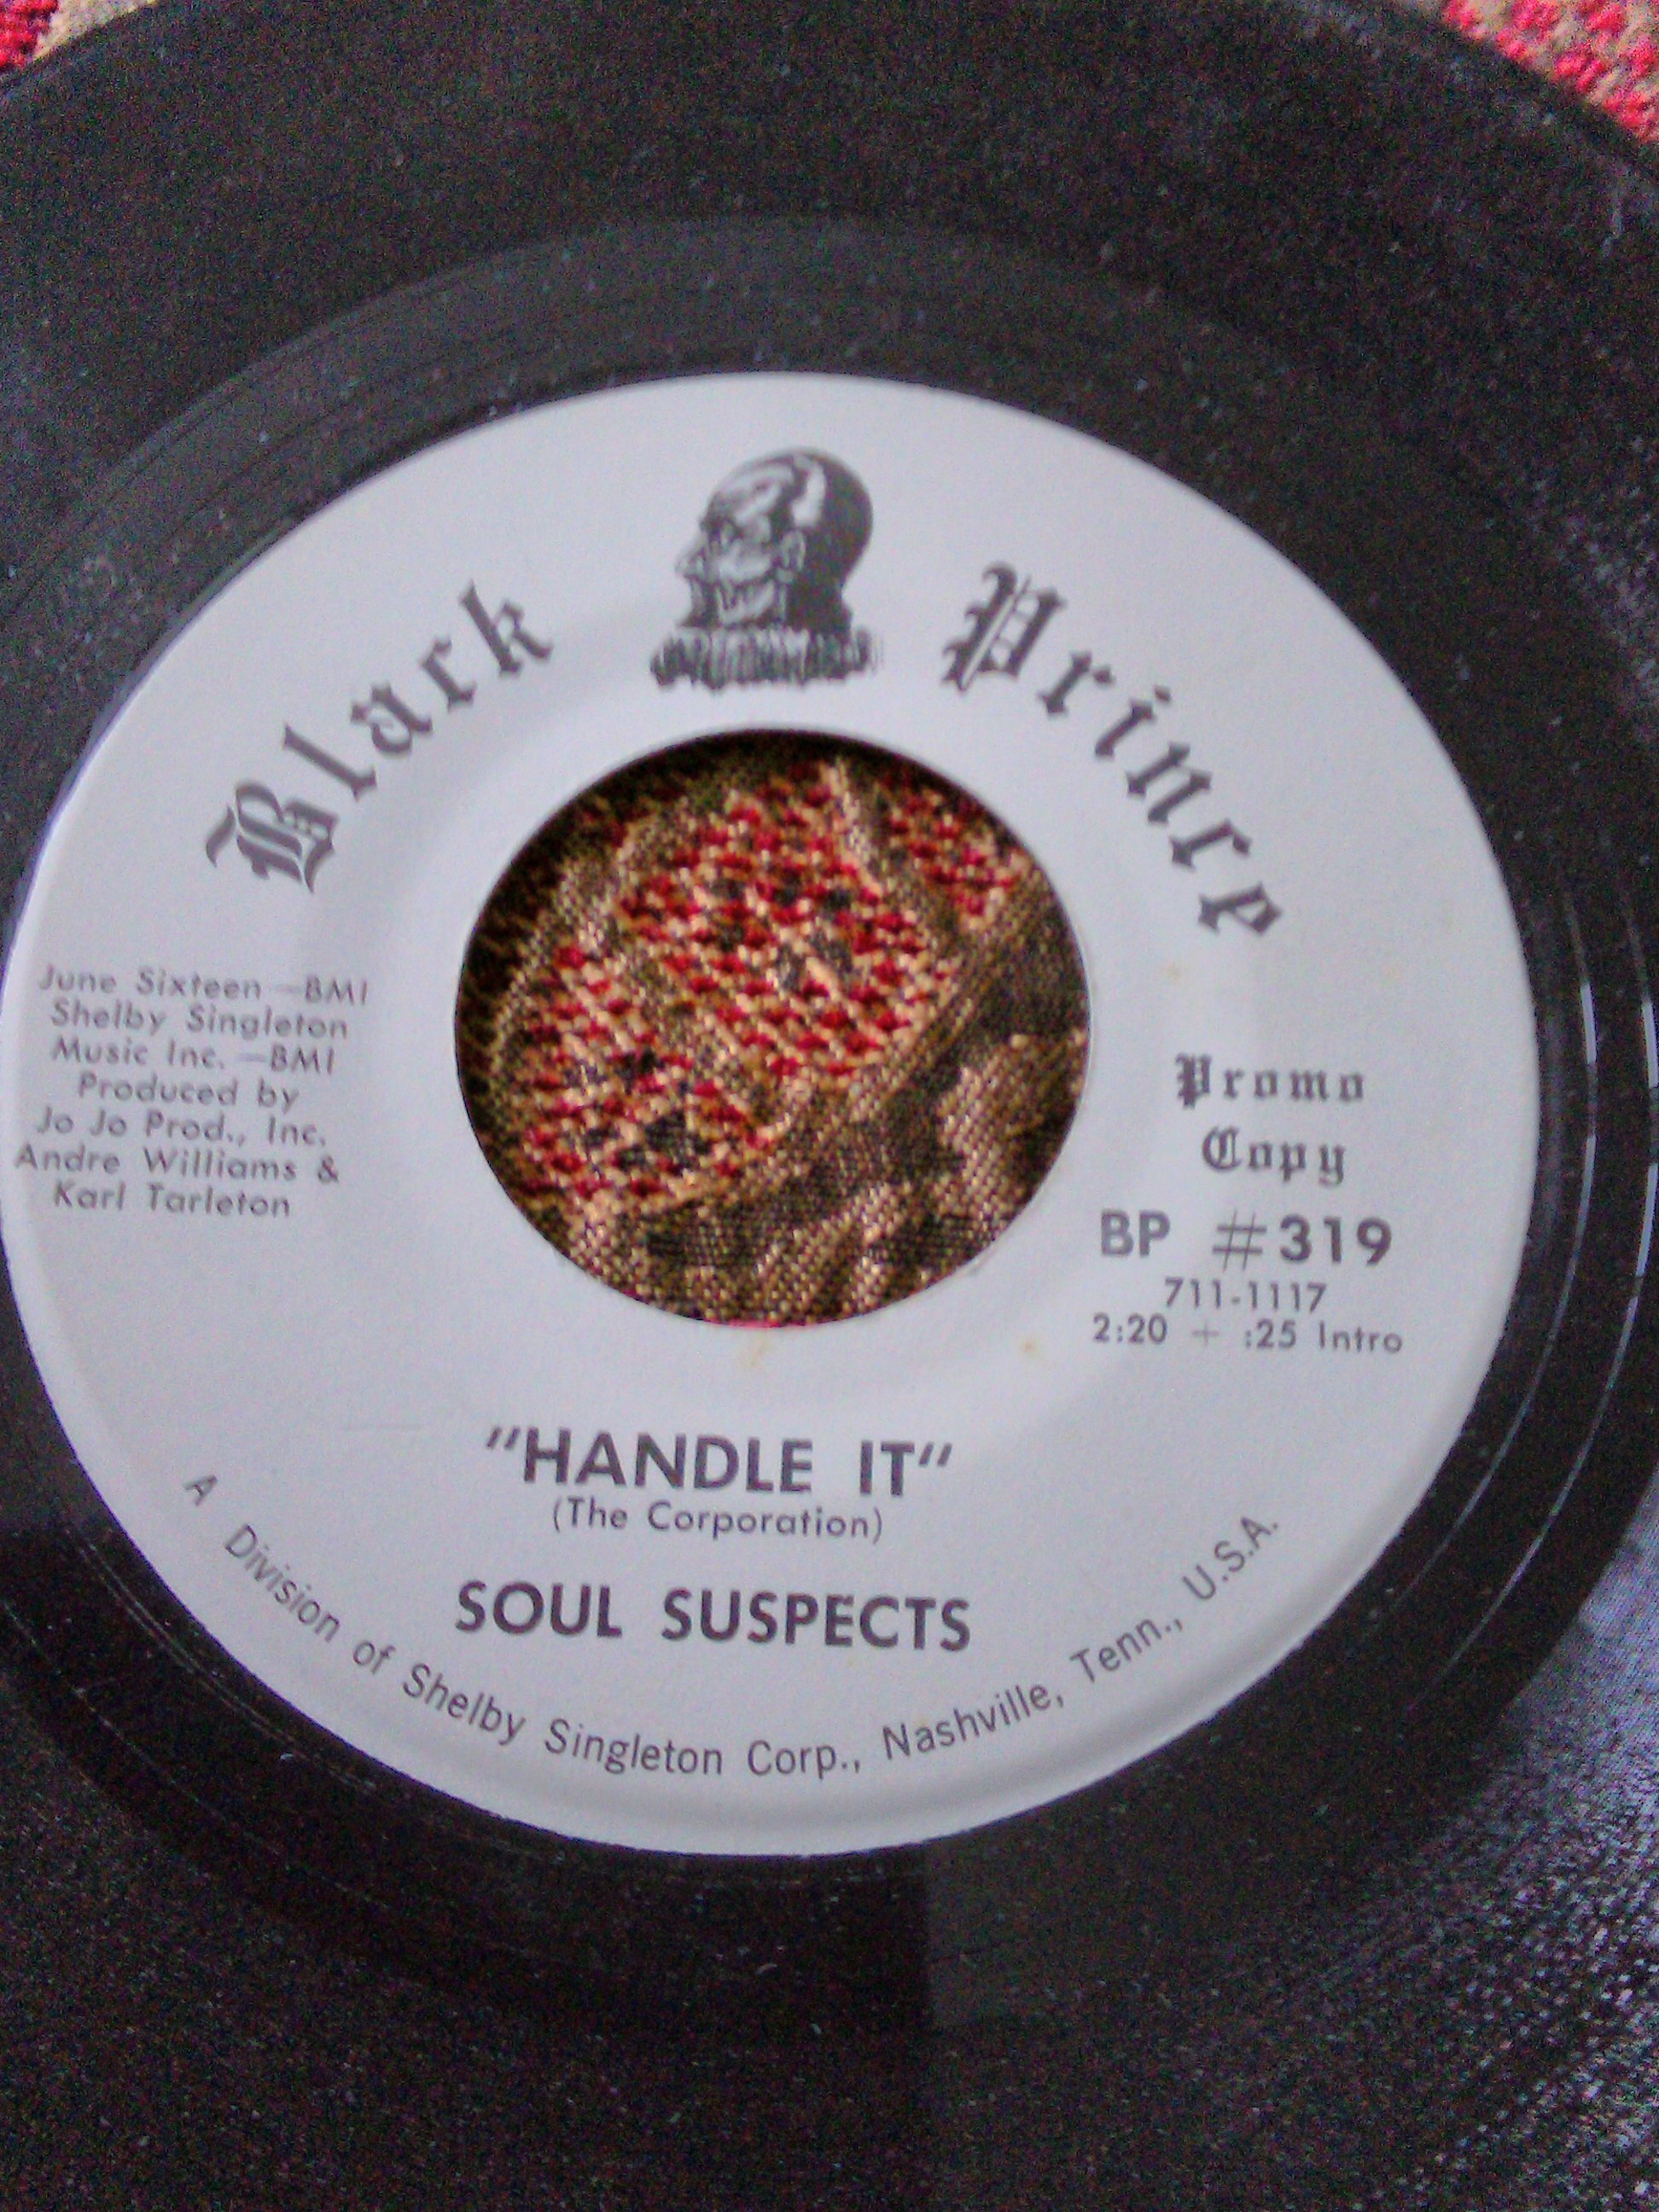 Black Prince
June Sixteen —BMI
Shelby Singleton
Music Inc. —BMI
Produced by
Jo Jo Prod., Inc.
Andre Williams &
Karl Tarleton
Promo
Copy
BP #319
711-1117
2:20 + :25 Intro
"HANDLE IT"
(The Corporation)
SOUL SUSPECTS
A Division of Shelby Singleton Corp., Nashville, Tenn., U.S.A.